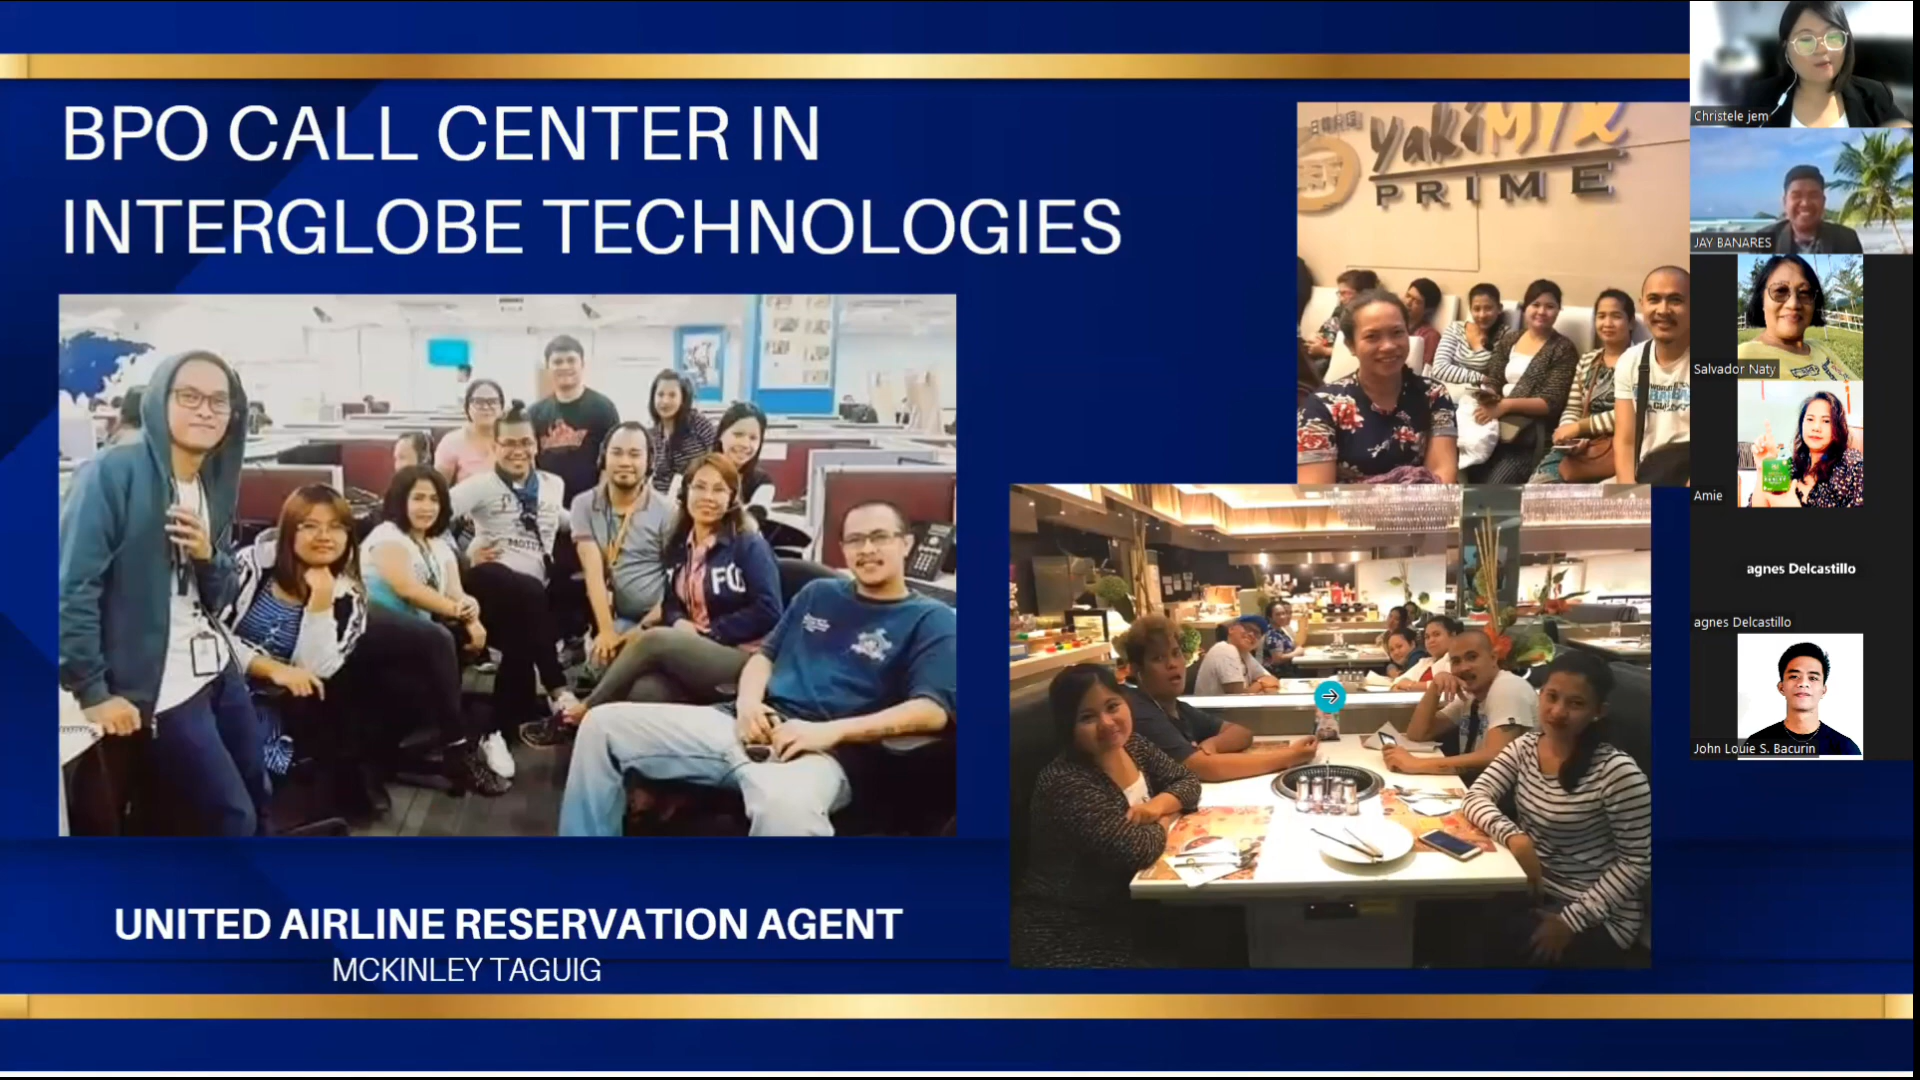 BPO CALL CENTER IN
INTERGLOBE TECHNOLOGIES
yakiMIX
PRIME
UNITED AIRLINE RESERVATION AGENT
MCKINLEY TAGUIG
Christele jem
JAY BANARES
Salvador Naty
Amie
agnes Delcastillo
agnes Delcastillo
John Louie S. Bacurin